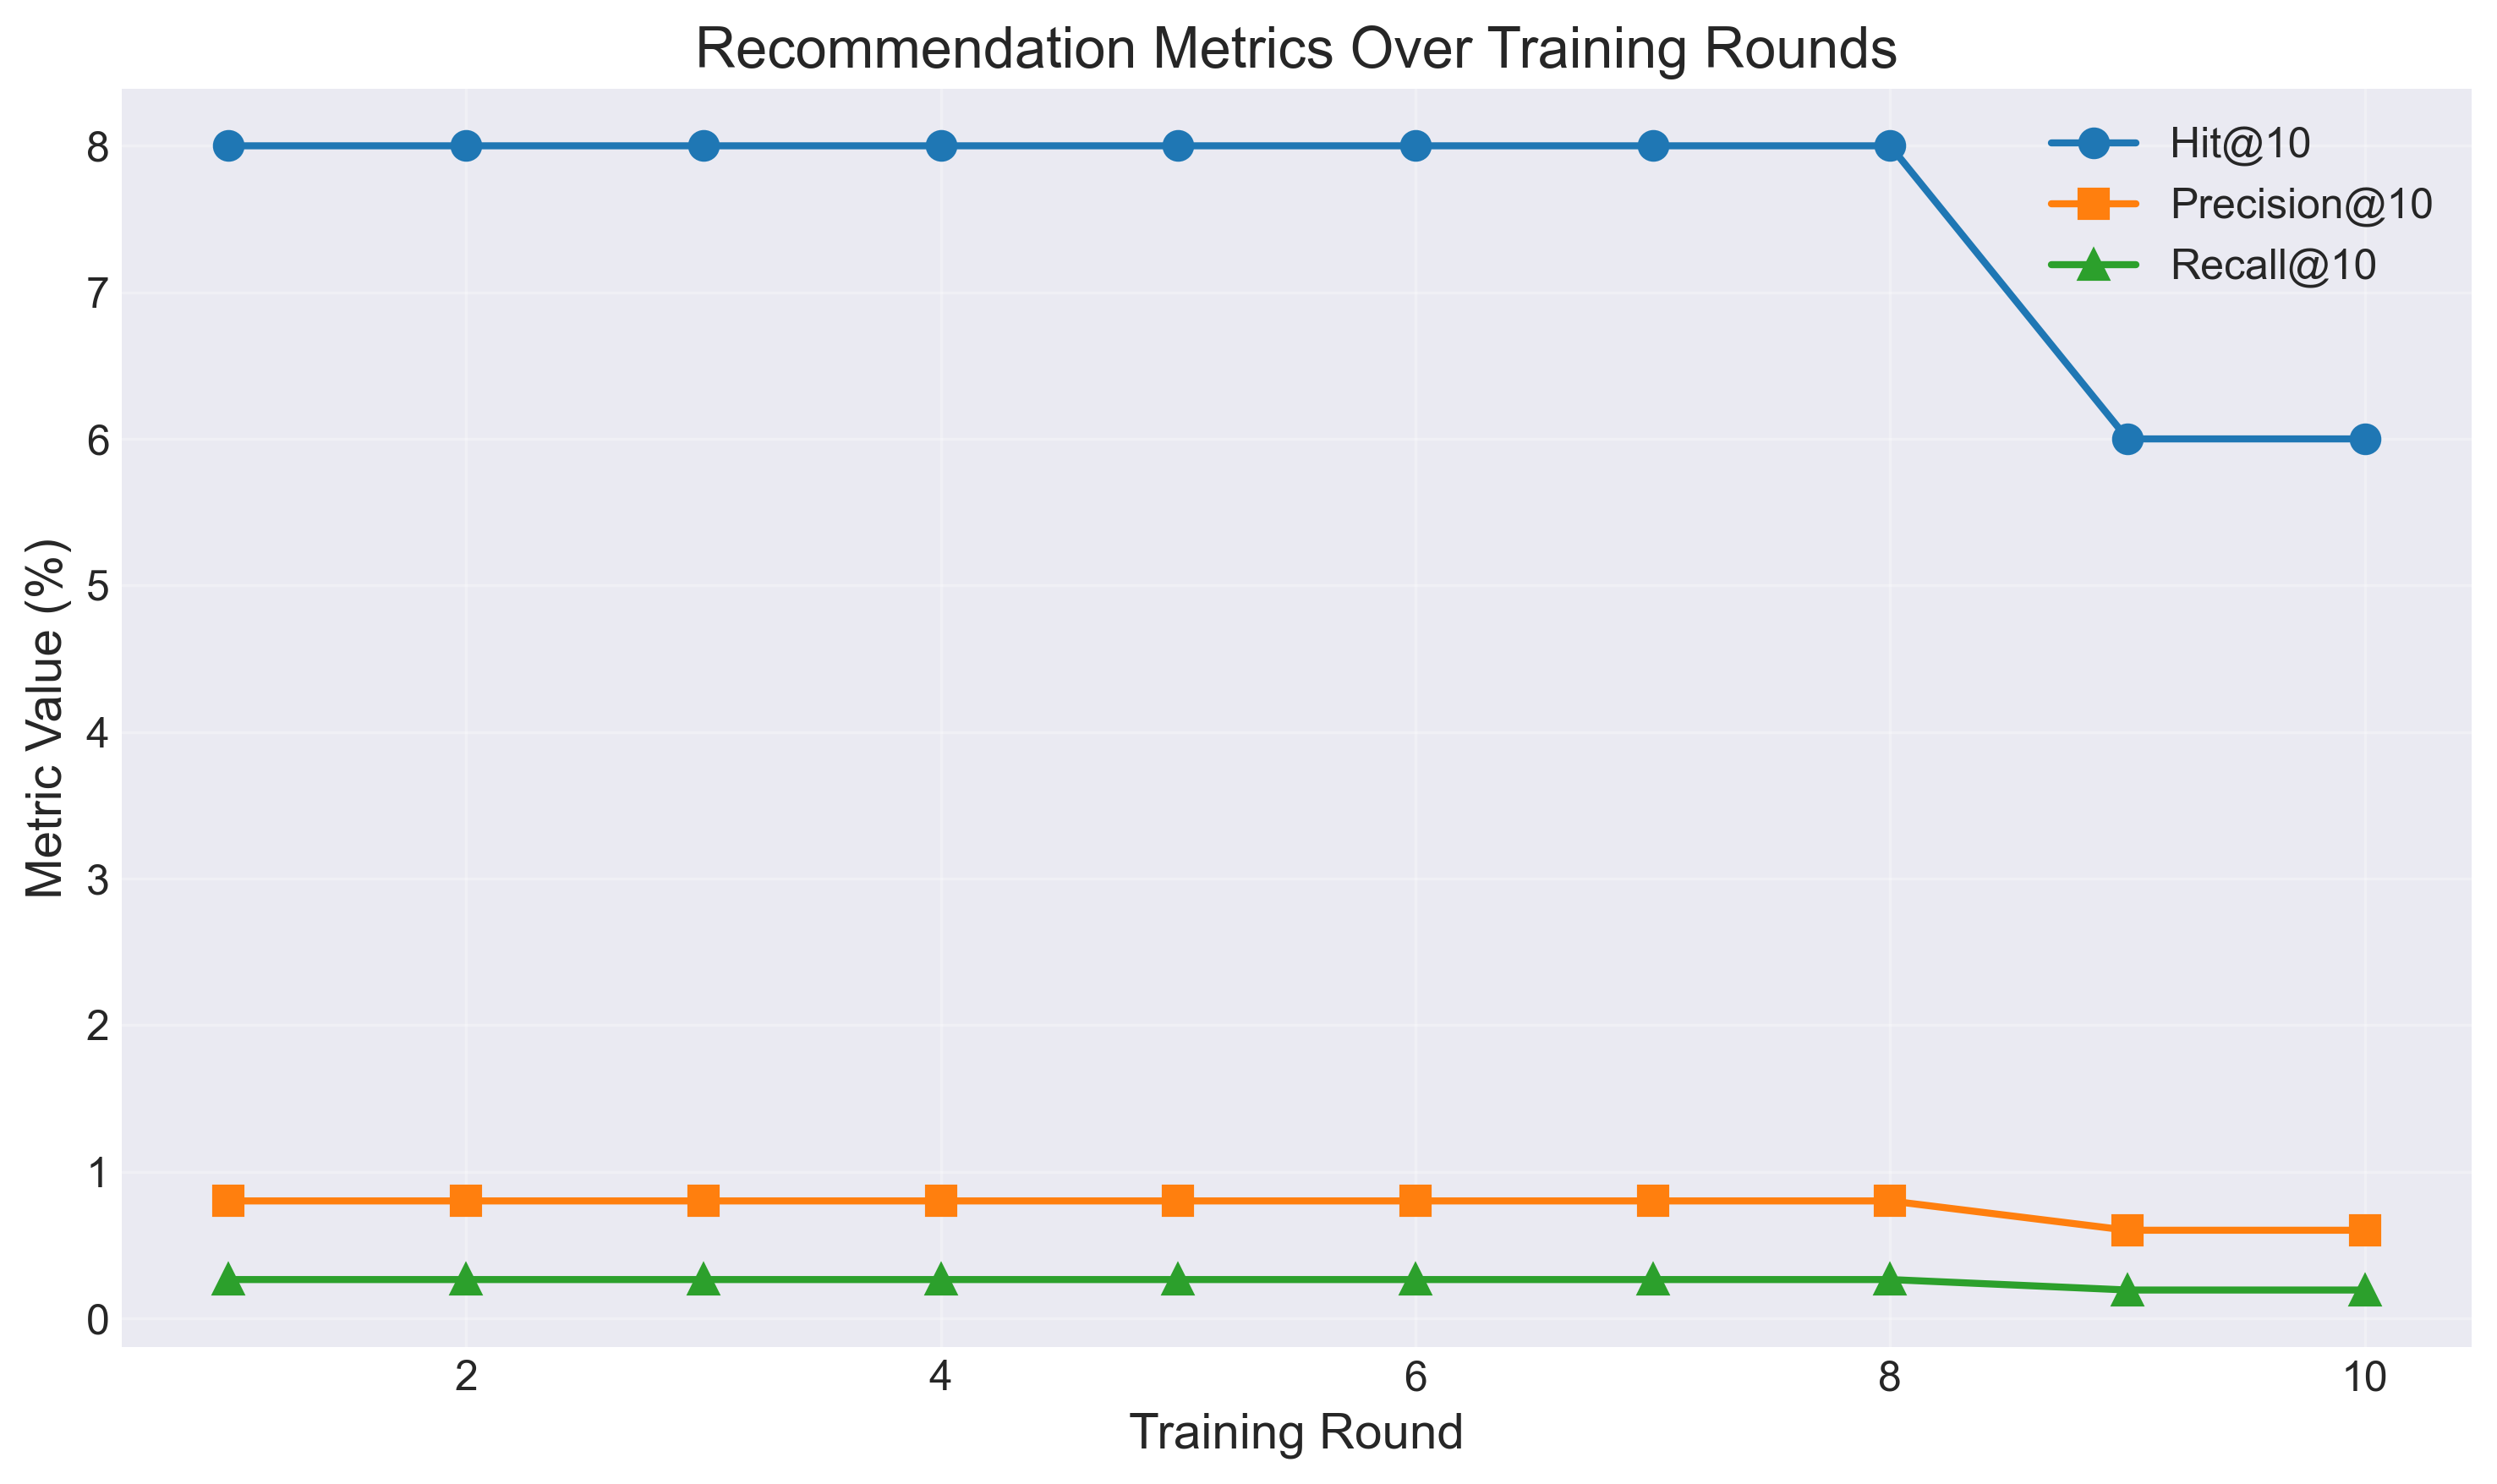 Recommendation Metrics Over Training Rounds
Hit@10
Precision@10
Recall@10
Metric Value (%)
8
7
6
5
4
3
2
1
0
2 4 6 8 10
Training Round